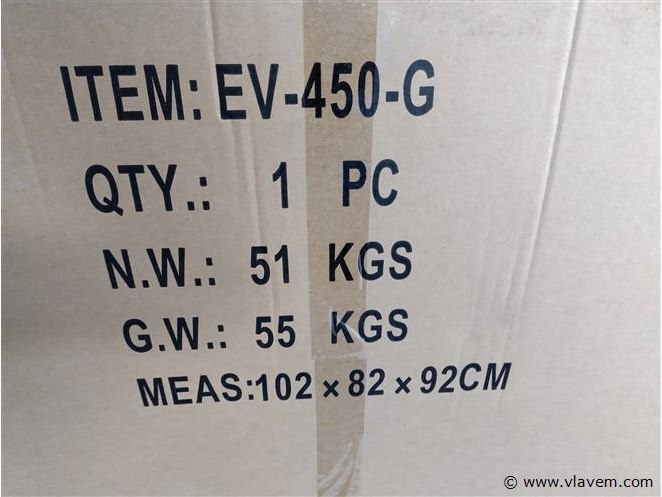 ITEM: EV-450-G
QTY.: 1 PC
N.W.: 51 KGS
G.W.: 55 KGS
MEAS:102 × 82 × 92CM
© www.vlavem.com